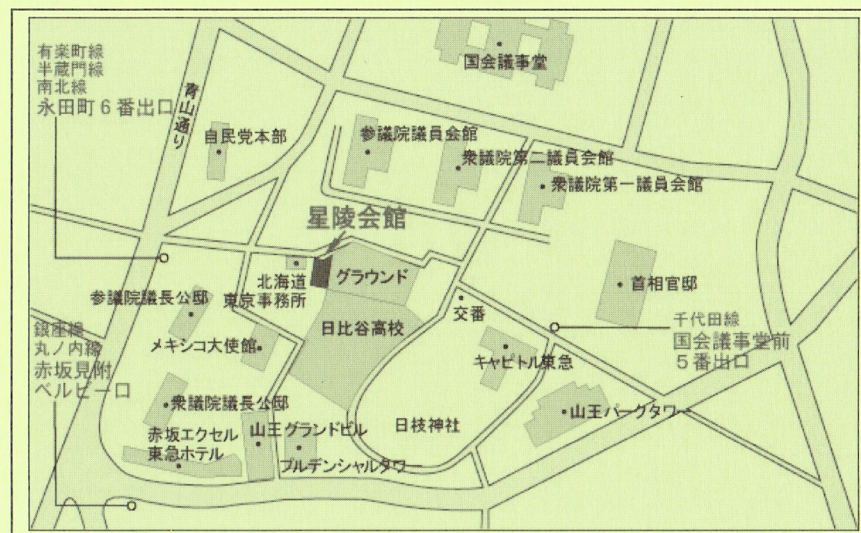 国会議事堂
有楽町線
半蔵門線
南北線
永田町6番出口
青山通り
自民党本部
参議院議員会館
衆議院第二議員会館
衆議院第一議員会館
星陵会館
北海道
東京事務所
グラウンド
首相官邸
参議院議長公邸
日比谷高校
交番
千代田線
国会議事堂前
5番出口
銀座線
丸ノ内線
赤坂見附
ベルビー口
メキシコ大使館
キャピトル東急
衆議院議長公邸
日枝神社
山王パークタワー
赤坂エクセル
東急ホテル
山王グランドビル
プルデンシャルタワー